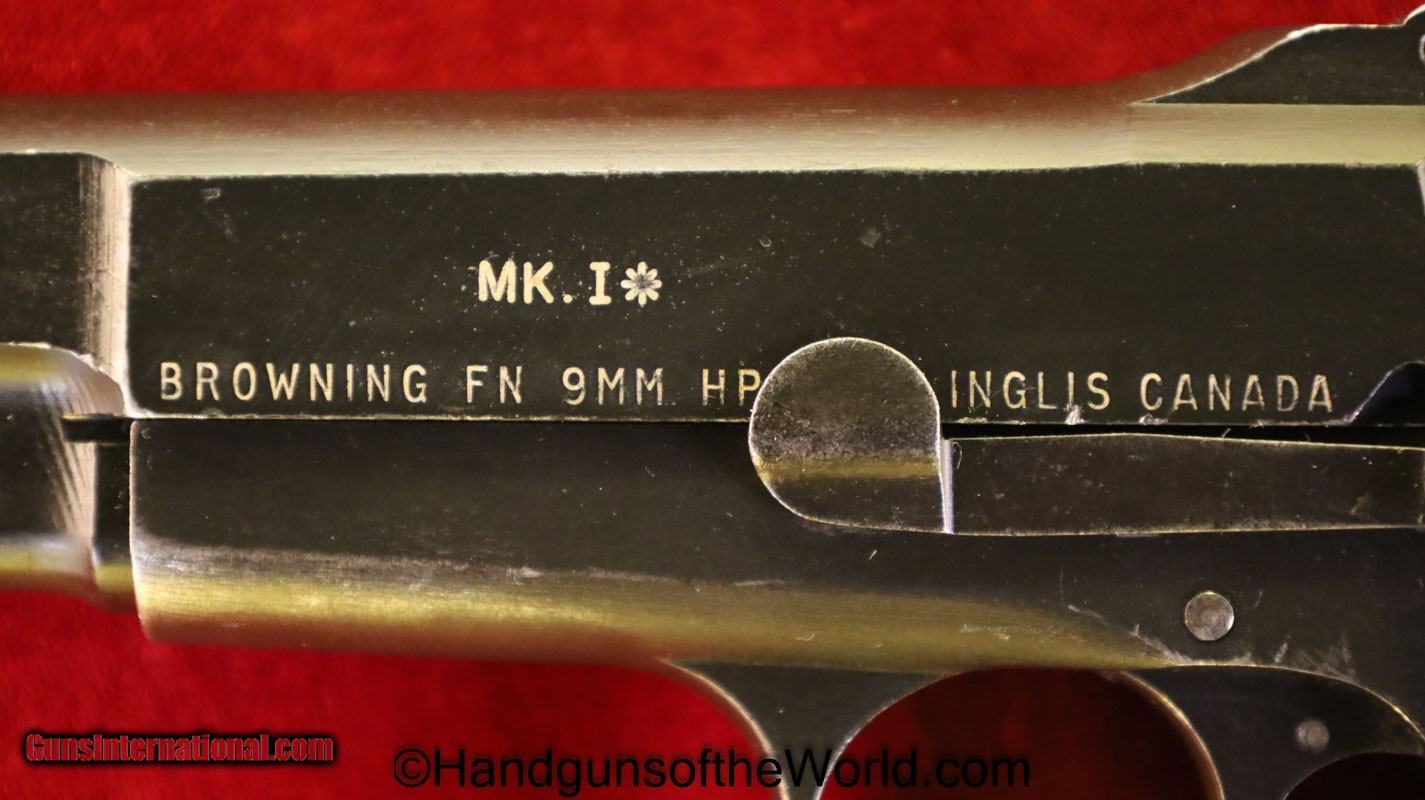 MK. I*
BROWNING FN 9MM HP INGLIS CANADA
GunsInternational.com
©HandgunsoftheWorld.com